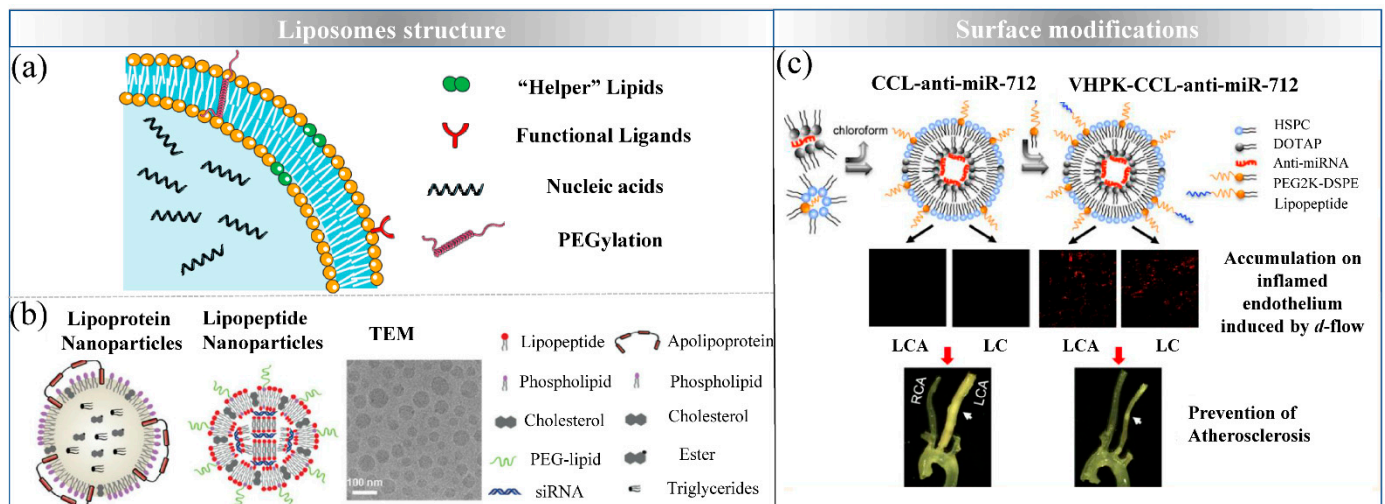 Liposomes structure
Surface modifications
(a)
“Helper” Lipids
Functional Ligands
Nucleic acids
PEGylation
(b)
Lipoprotein
Nanoparticles
Lipopeptide
Nanoparticles
TEM
100 nm
Lipopeptide
Phospholipid
Cholesterol
PEG-lipid
siRNA
Apolipoprotein
Phospholipid
Cholesterol
Ester
Triglycerides
(c)
CCL-anti-miR-712
VHPK-CCL-anti-miR-712
chloroform
HSPC
DOTAP
Anti-miRNA
PEG2K-DSPE
Lipopeptide
Accumulation on
inflamed
endothelium
induced by d-flow
LCA
LC
LCA
LC
RCA
LCA
Prevention of
Atherosclerosis